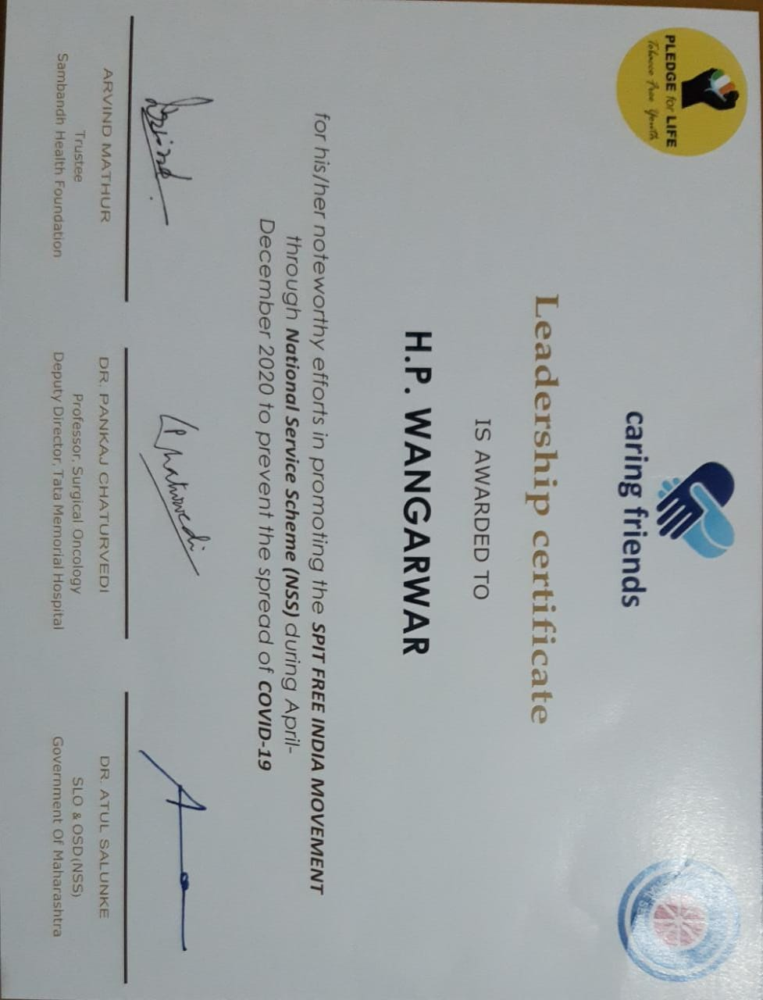 PLEDGE for LIFE
Tobacco Free Youth
caring friends
Leadership certificate
IS AWARDED TO
H.P. WANGARWAR
for his/her noteworthy efforts in promoting the SPIT FREE INDIA MOVEMENT
through National Service Scheme (NSS) during April-
December 2020 to prevent the spread of COVID-19
ARVIND MATHUR
Trustee
Sambandh Health Foundation
DR. PANKAJ CHATURVEDI
Professor, Surgical Oncology
Deputy Director, Tata Memorial Hospital
DR. ATUL SALUNKE
SLO & OSD(NSS)
Government Of Maharashtra